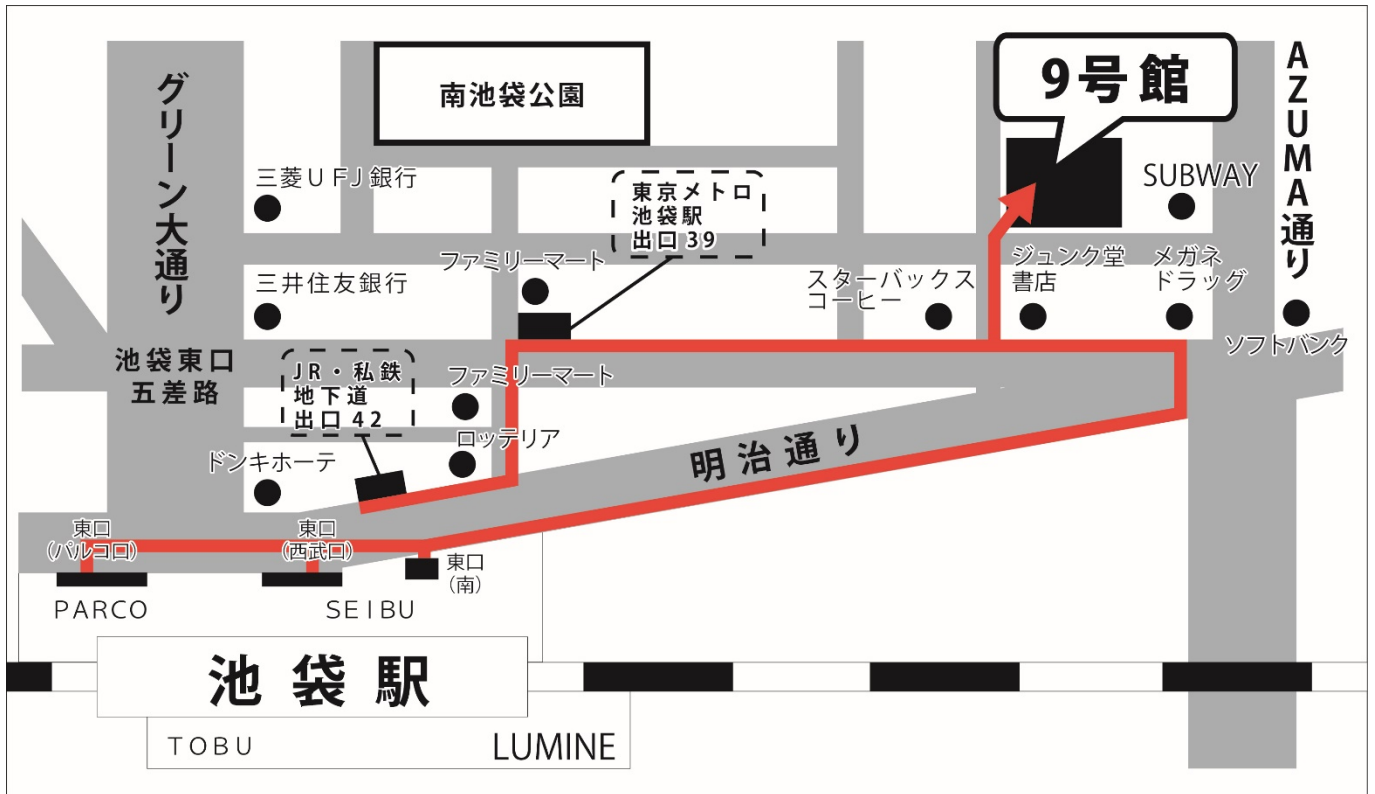 グリーン大通り
南池袋公園
9号館
AZUMA通り
三菱UFJ銀行
東京メトロ
池袋駅
出口39
SUBWAY
ファミリーマート
三井住友銀行
スターバックス
コーヒー
ジュンク堂
書店
メガネ
ドラッグ
ソフトバンク
池袋東口
五差路
JR・私鉄
地下道
出口42
ファミリーマート
ロッテリア
ドンキホーテ
明治通り
東口
(パルコ口)
東口
(西武口)
東口
(南)
PARCO
SEIBU
池袋駅
TOBU
LUMINE